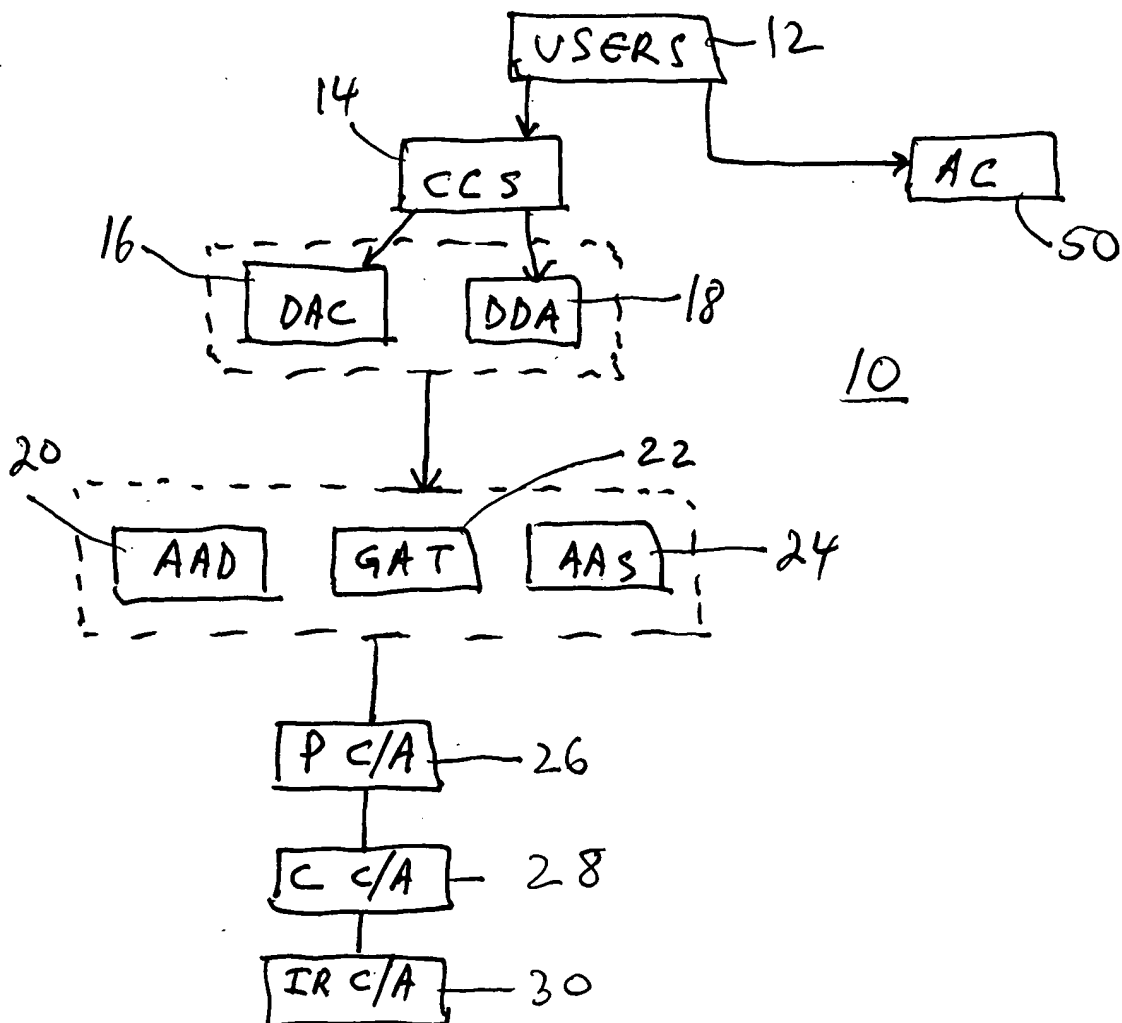 USERS 12
14
CCS
AC
50
16
DAC
DDA 18
10
20
22
AAD
GAT
AAS 24
P C/A 26
C C/A 28
IR C/A 30